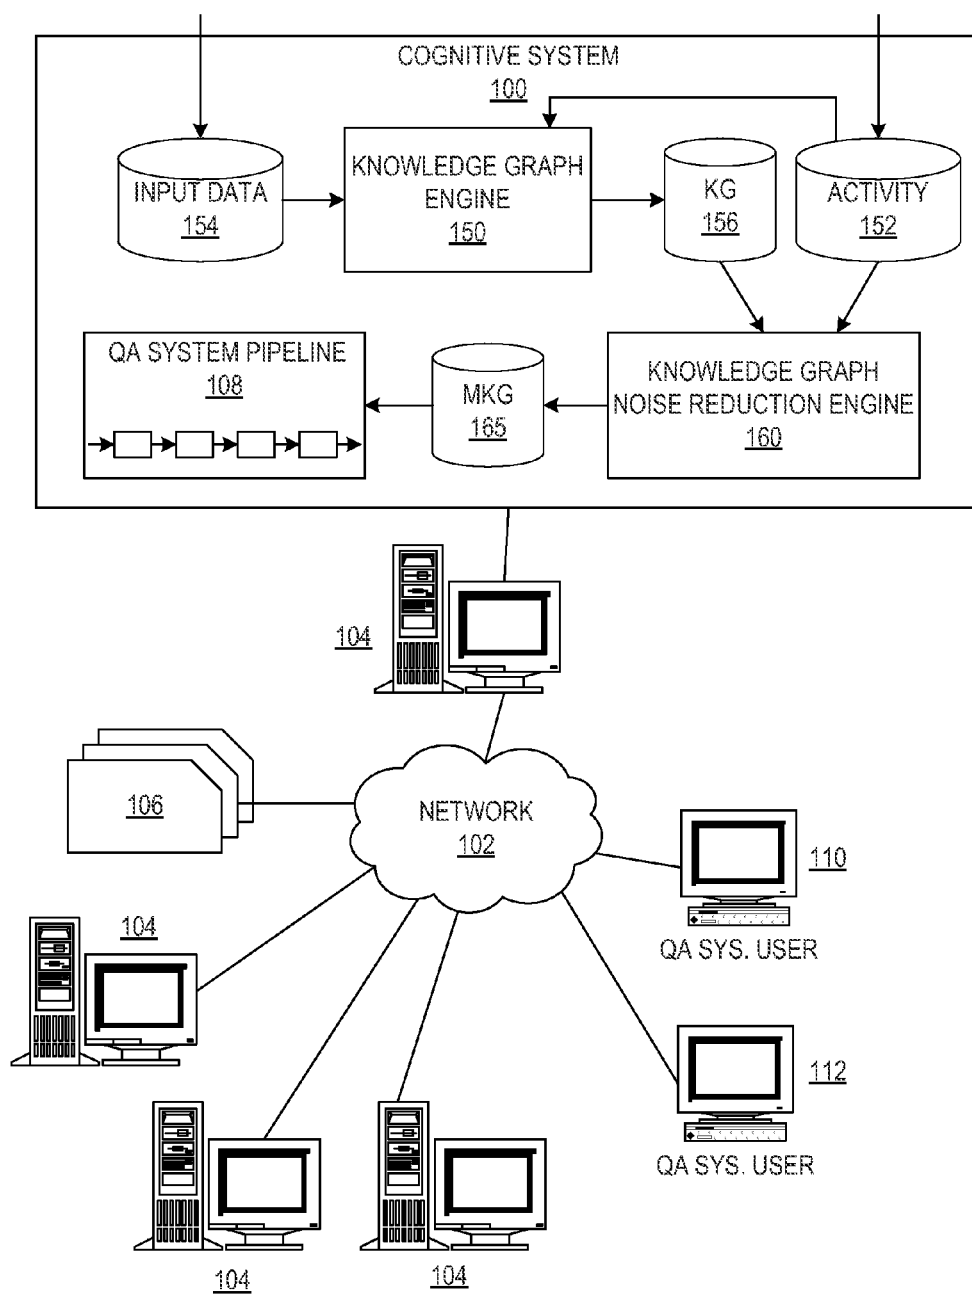 COGNITIVE SYSTEM
100
INPUT DATA
154
KNOWLEDGE GRAPH
ENGINE
150
KG
156
ACTIVITY
152
QA SYSTEM PIPELINE
108
MKG
165
KNOWLEDGE GRAPH
NOISE REDUCTION ENGINE
160
104
106
NETWORK
102
110
QA SYS. USER
104
112
QA SYS. USER
104
104